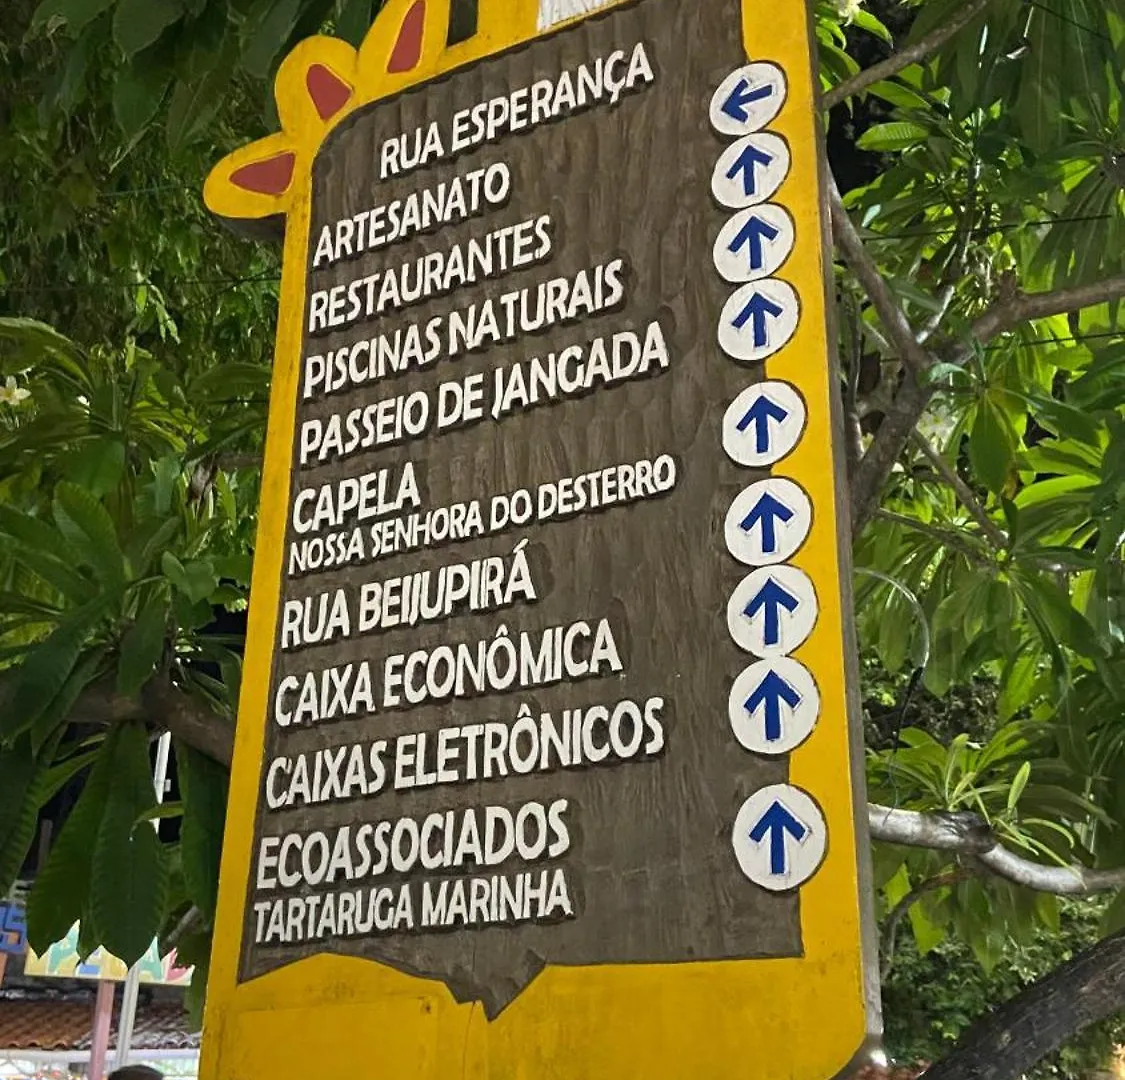 RUA ESPERANÇA
ARTESANATO
RESTAURANTES
PISCINAS NATURAIS
PASSEIO DE JANGADA
CAPELA
NOSSA SENHORA DO DESTERRO
RUA BEIJUPIRÁ
CAIXA ECONÔMICA
CAIXAS ELETRÔNICOS
ECOASSOCIADOS
TARTARUGA MARINHA